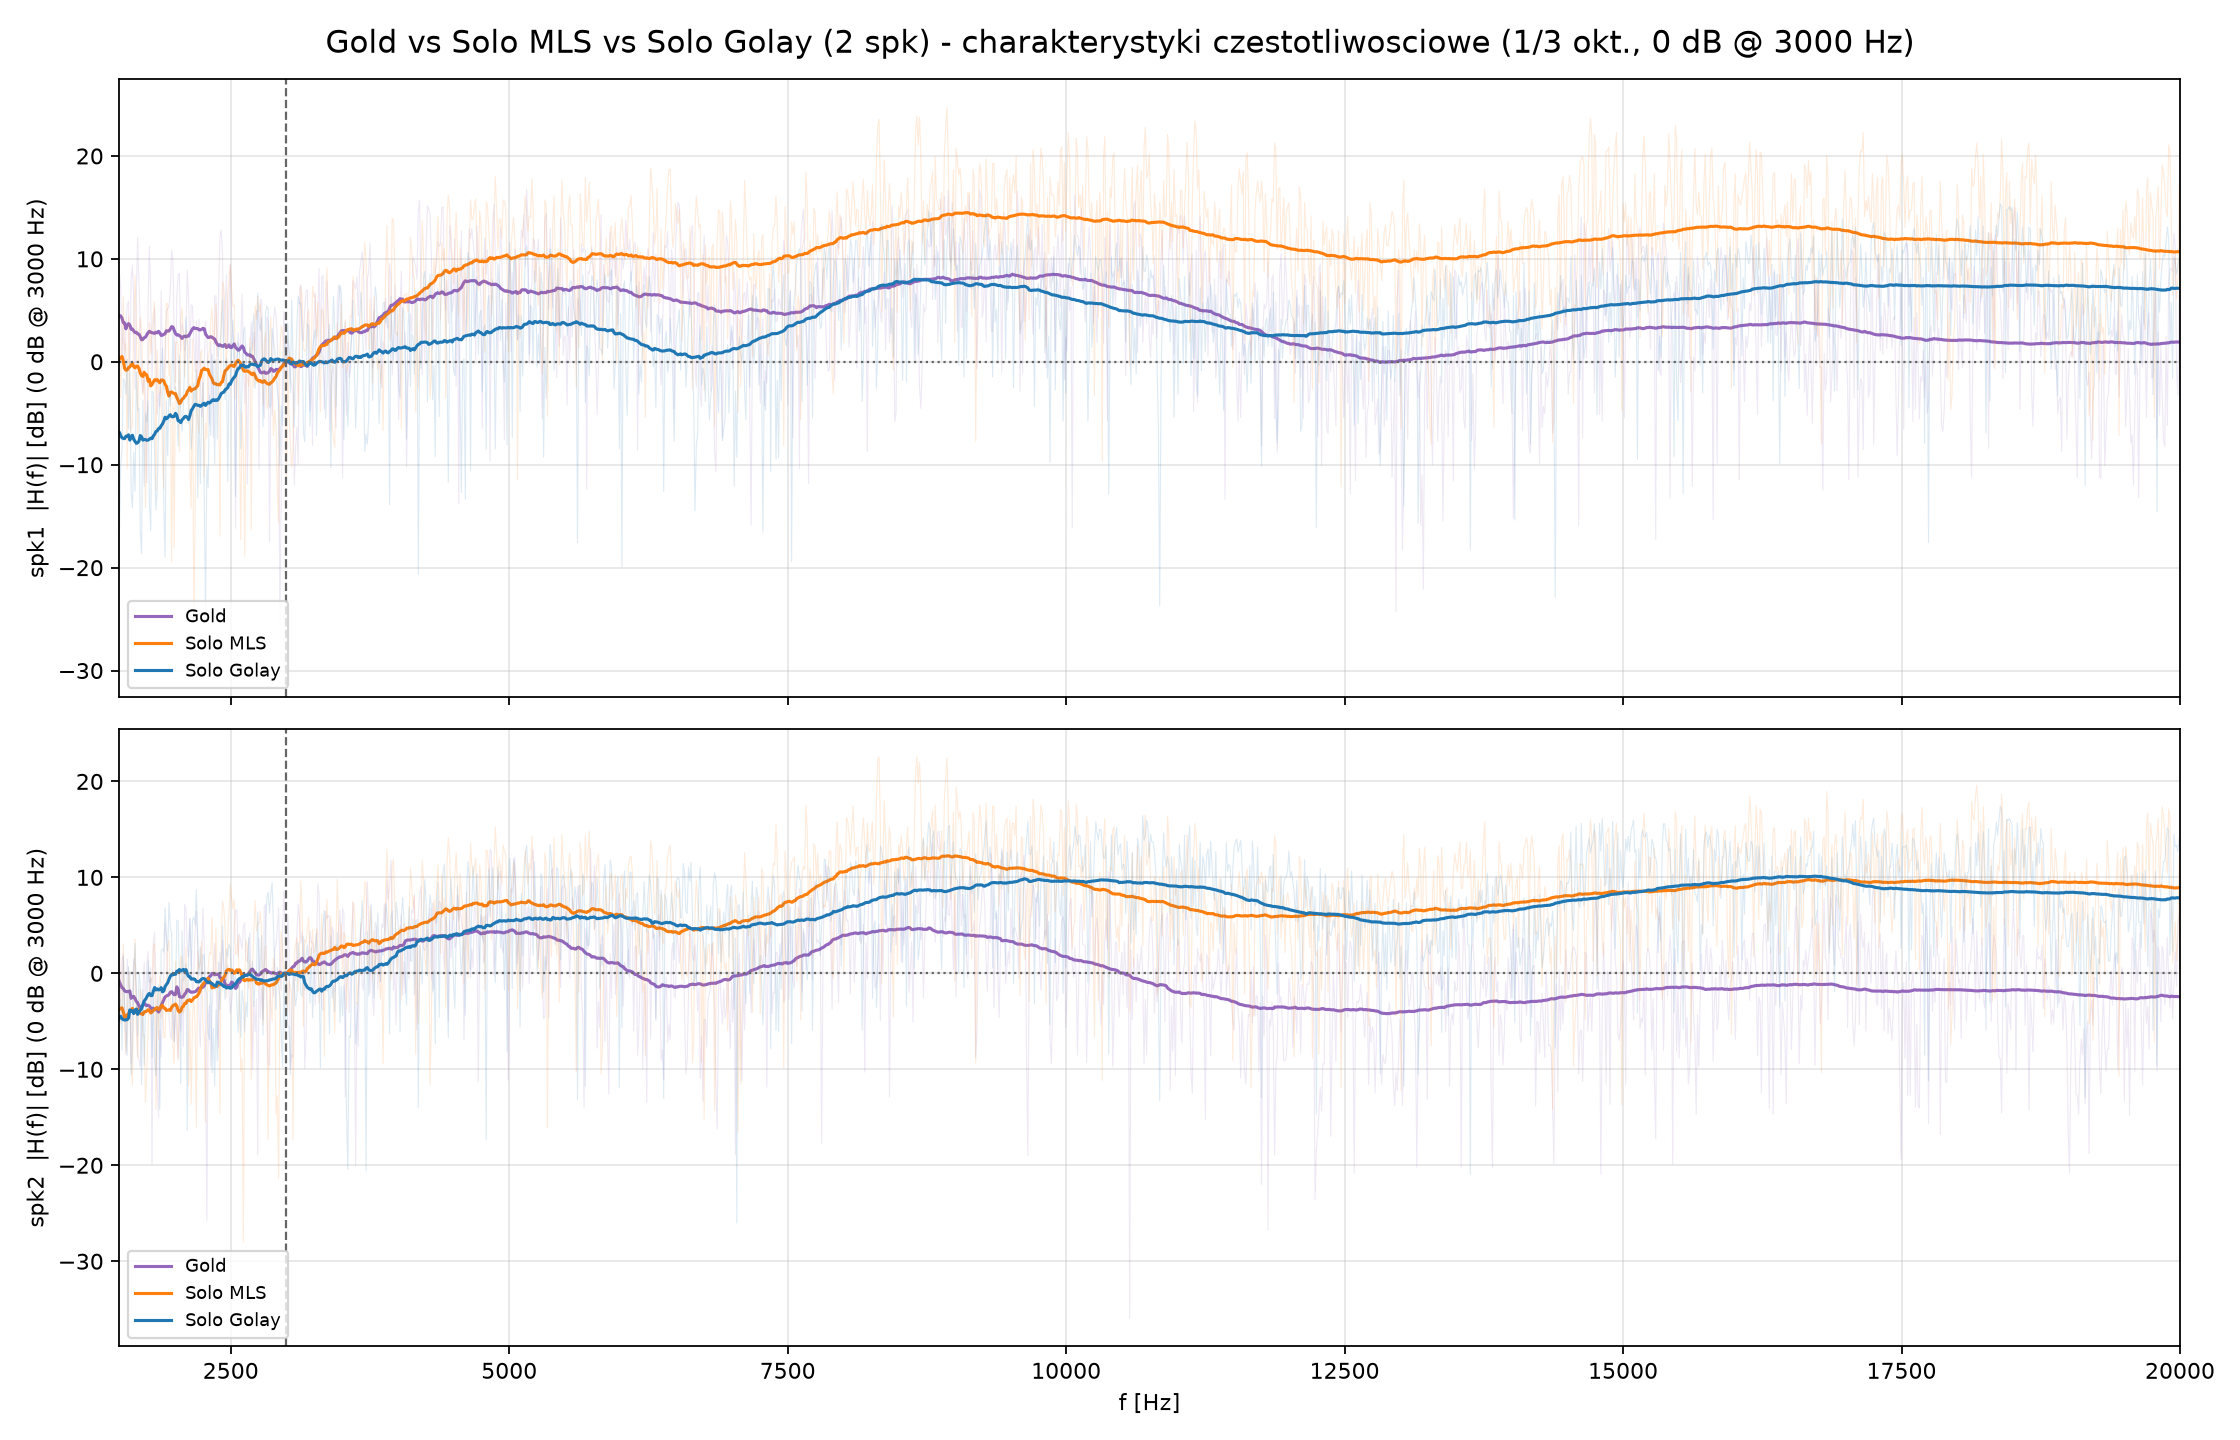 Gold vs Solo MLS vs Solo Golay (2 spk) - charakterystyki czestotliwosciowe (1/3 okt., 0 dB @ 3000 Hz)
spk1 |H(f)| [dB] (0 dB @ 3000 Hz)
20
10
0
−10
−20
−30
Gold
Solo MLS
Solo Golay
spk2 |H(f)| [dB] (0 dB @ 3000 Hz)
20
10
0
−10
−20
−30
Gold
Solo MLS
Solo Golay
2500 5000 7500 10000 12500 15000 17500 20000
f [Hz]